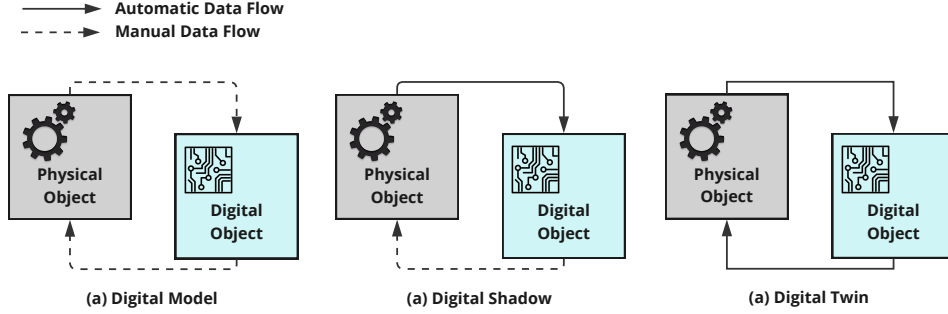 Automatic Data Flow
Manual Data Flow
Physical
Object
Digital
Object
(a) Digital Model
Physical
Object
Digital
Object
(a) Digital Shadow
Physical
Object
Digital
Object
(a) Digital Twin